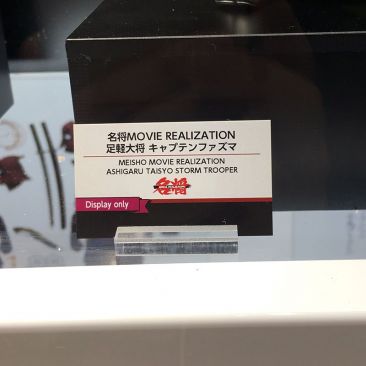 名将MOVIE REALIZATION
足軽大将 キャプテンファズマ
MEISHO MOVIE REALIZATION
ASHIGARU TAISYO STORM TROOPER
名将
Display only